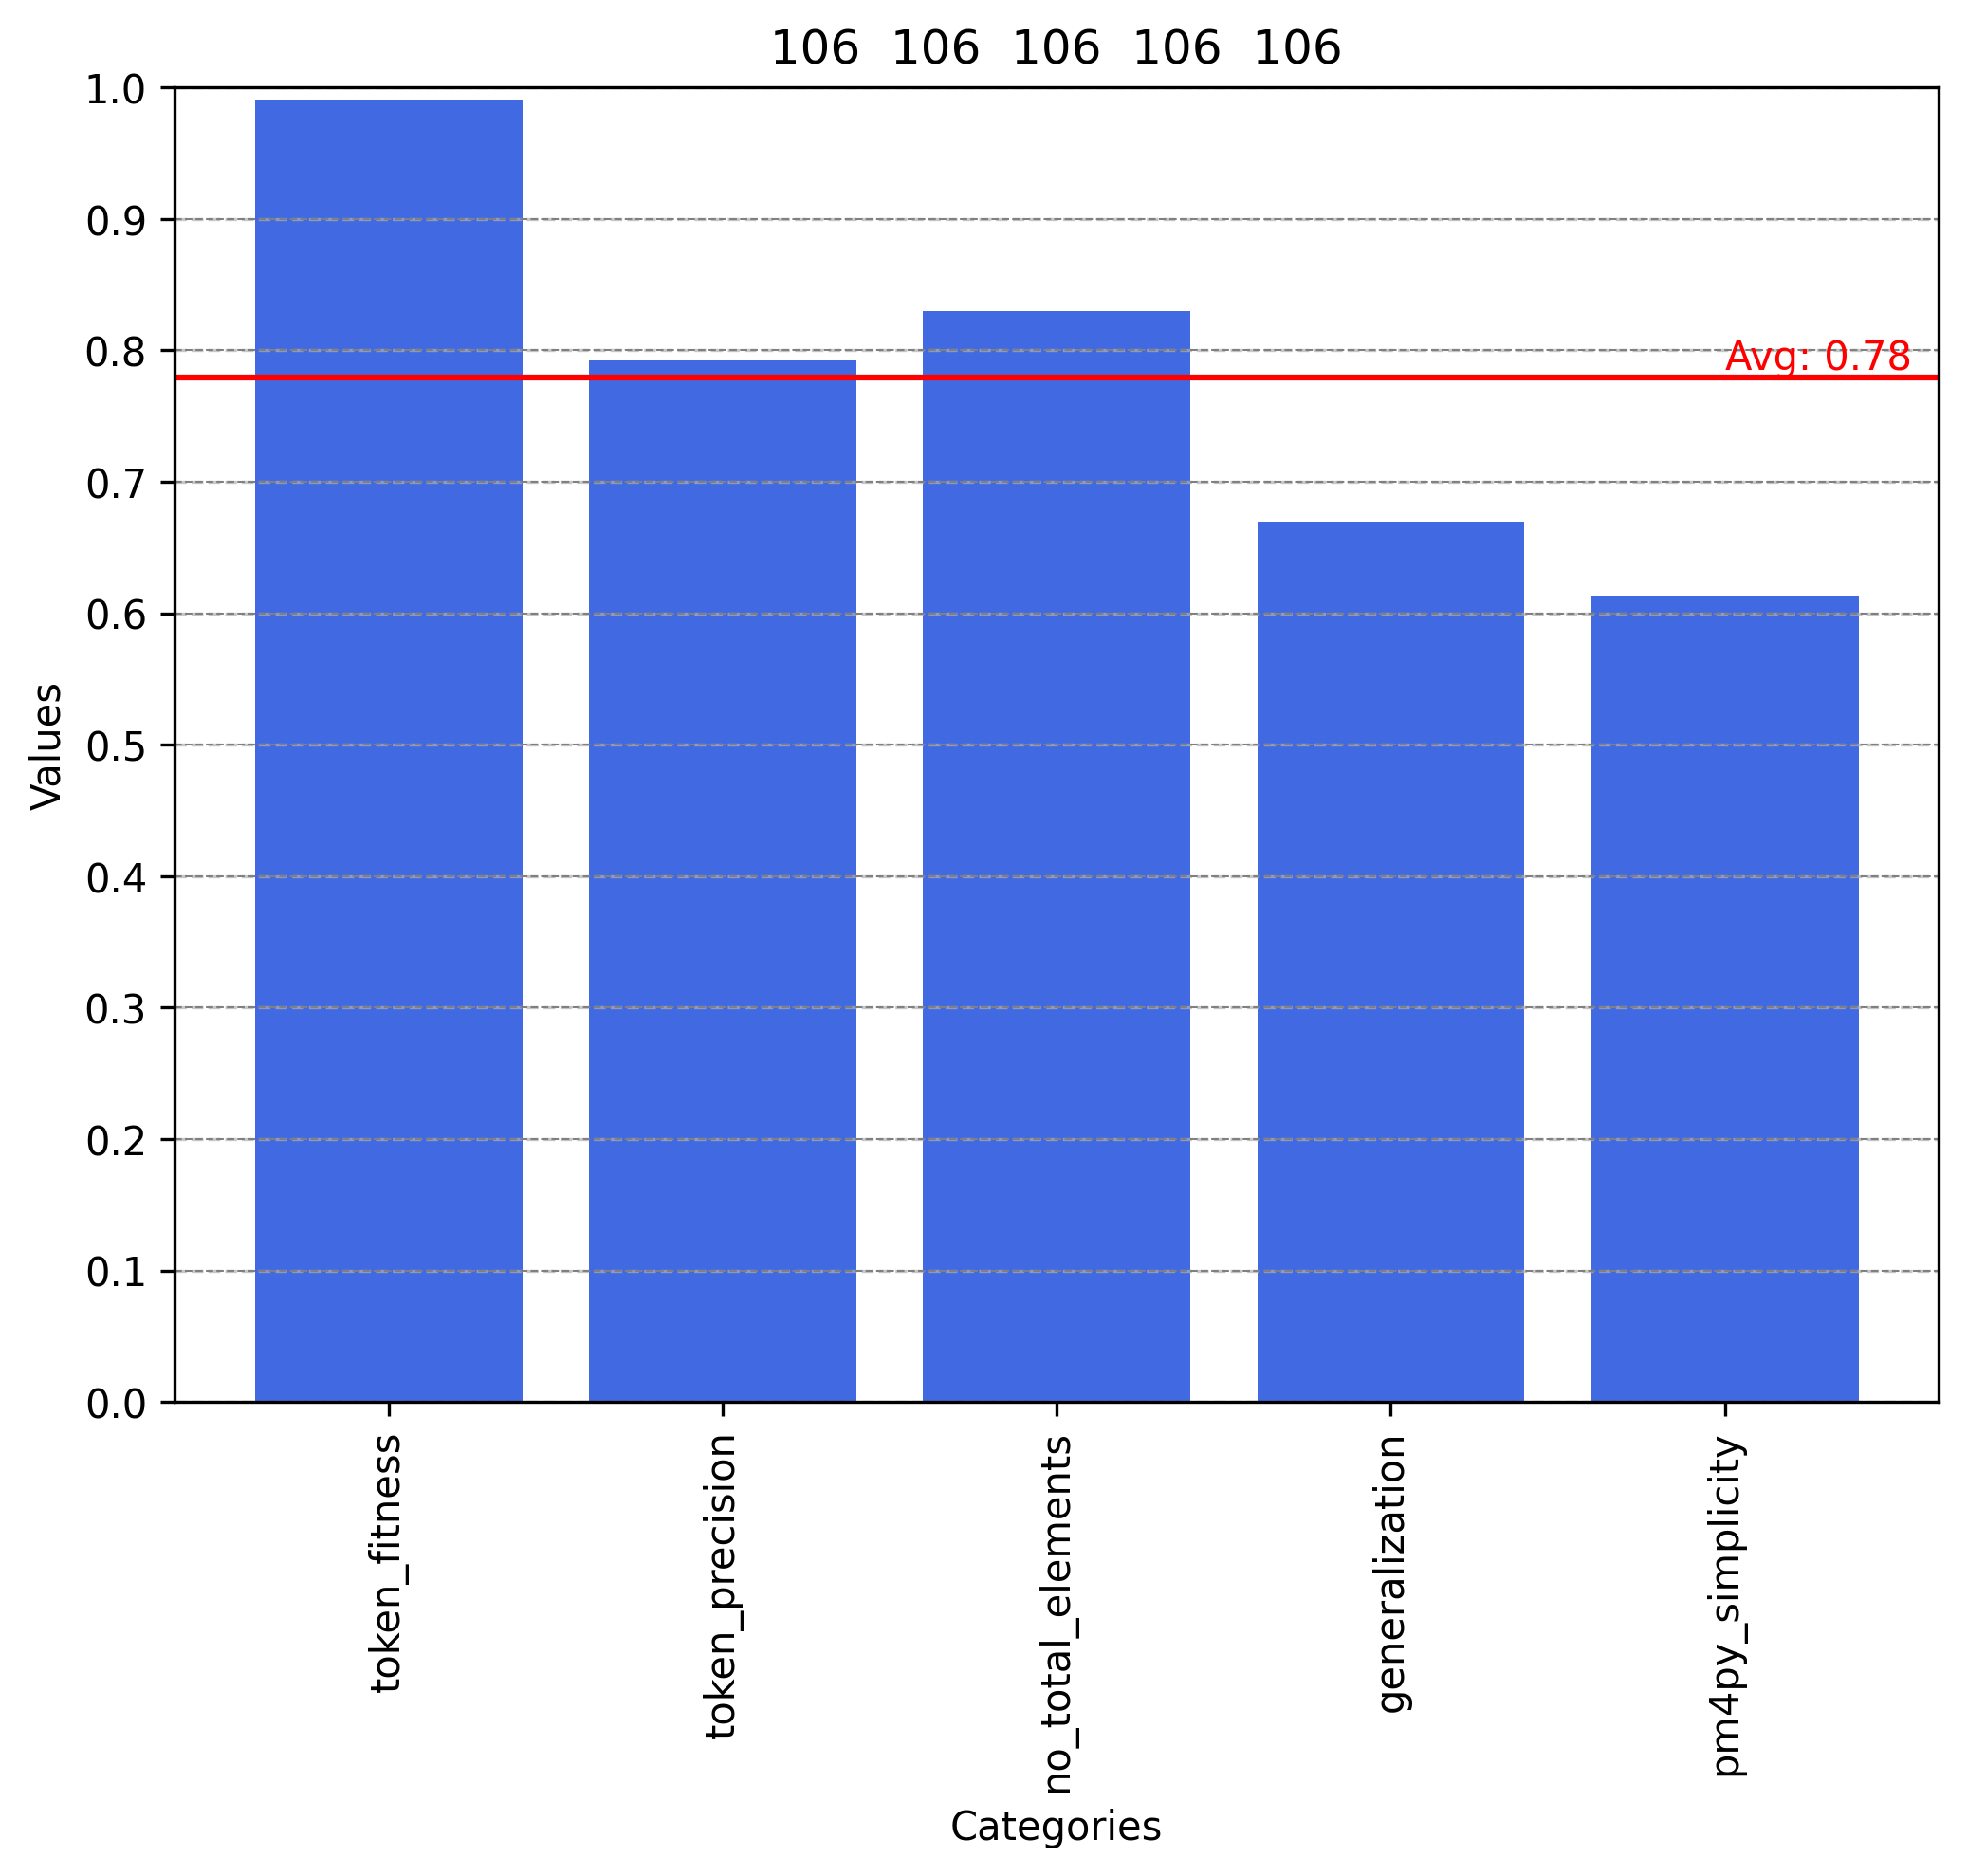 106 106 106 106 106
1.0
0.9
0.8
0.7
0.6
0.5
0.4
0.3
0.2
0.1
0.0
Values
Avg: 0.78
token_fitness
token_precision
no_total_elements
generalization
pm4py_simplicity
Categories